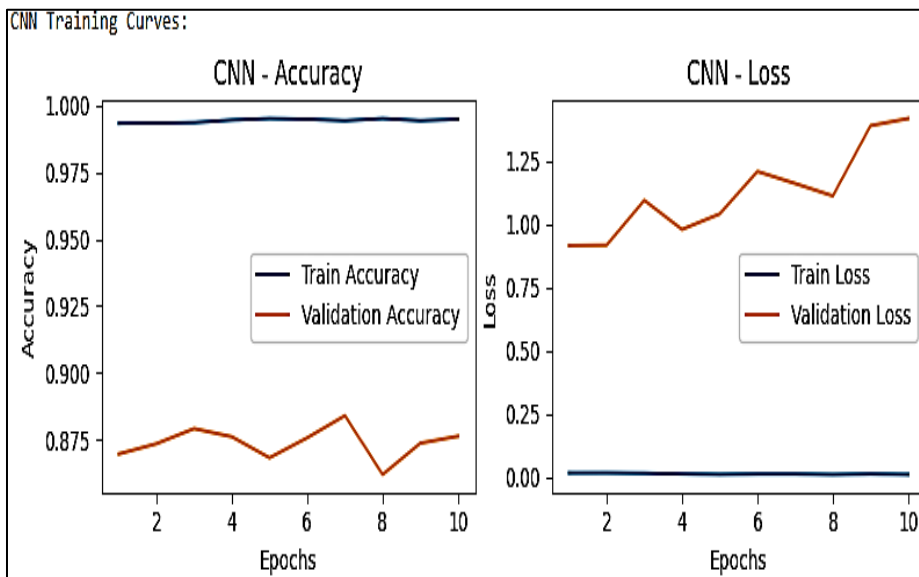 CNN Training Curves:
CNN - Accuracy
1.000
0.975
0.950
0.925
0.900
0.875
Accuracy
Train Accuracy
Validation Accuracy
2 4 6 8 10
Epochs
CNN - Loss
1.25
1.00
0.75
0.50
0.25
0.00
Loss
Train Loss
Validation Loss
2 4 6 8 10
Epochs